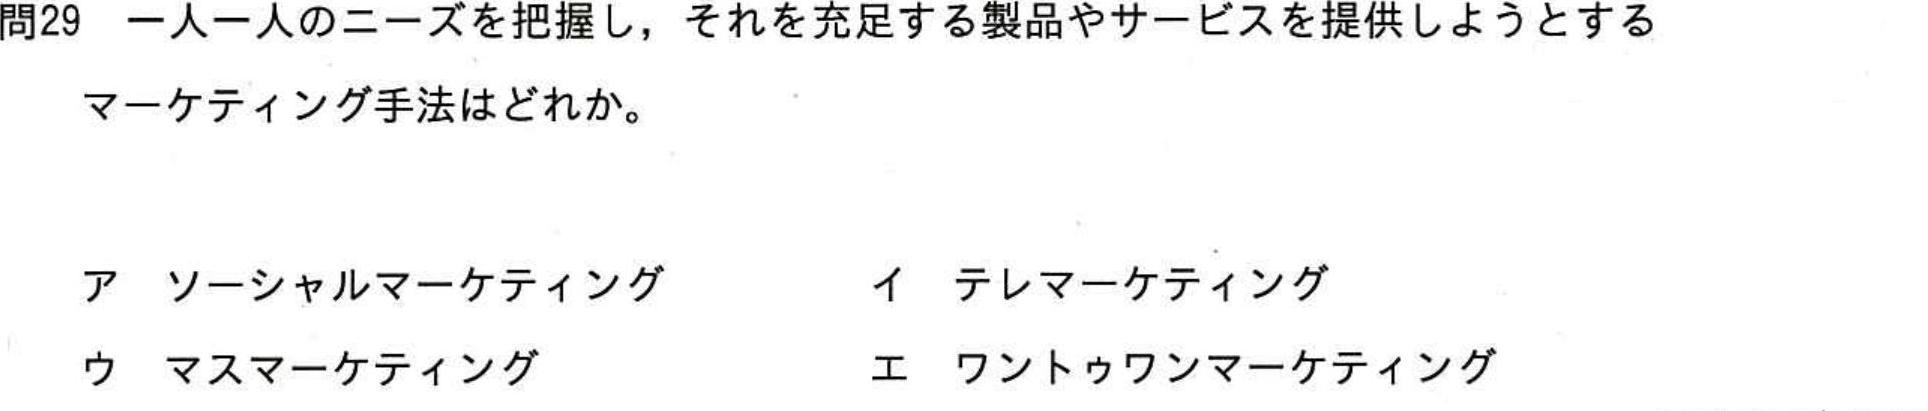 問29　一人一人のニーズを把握し，それを充足する製品やサービスを提供しようとする
マーケティング手法はどれか。
ア　ソーシャルマーケティング　イ　テレマーケティング
ウ　マスマーケティング　エ　ワントゥワンマーケティング